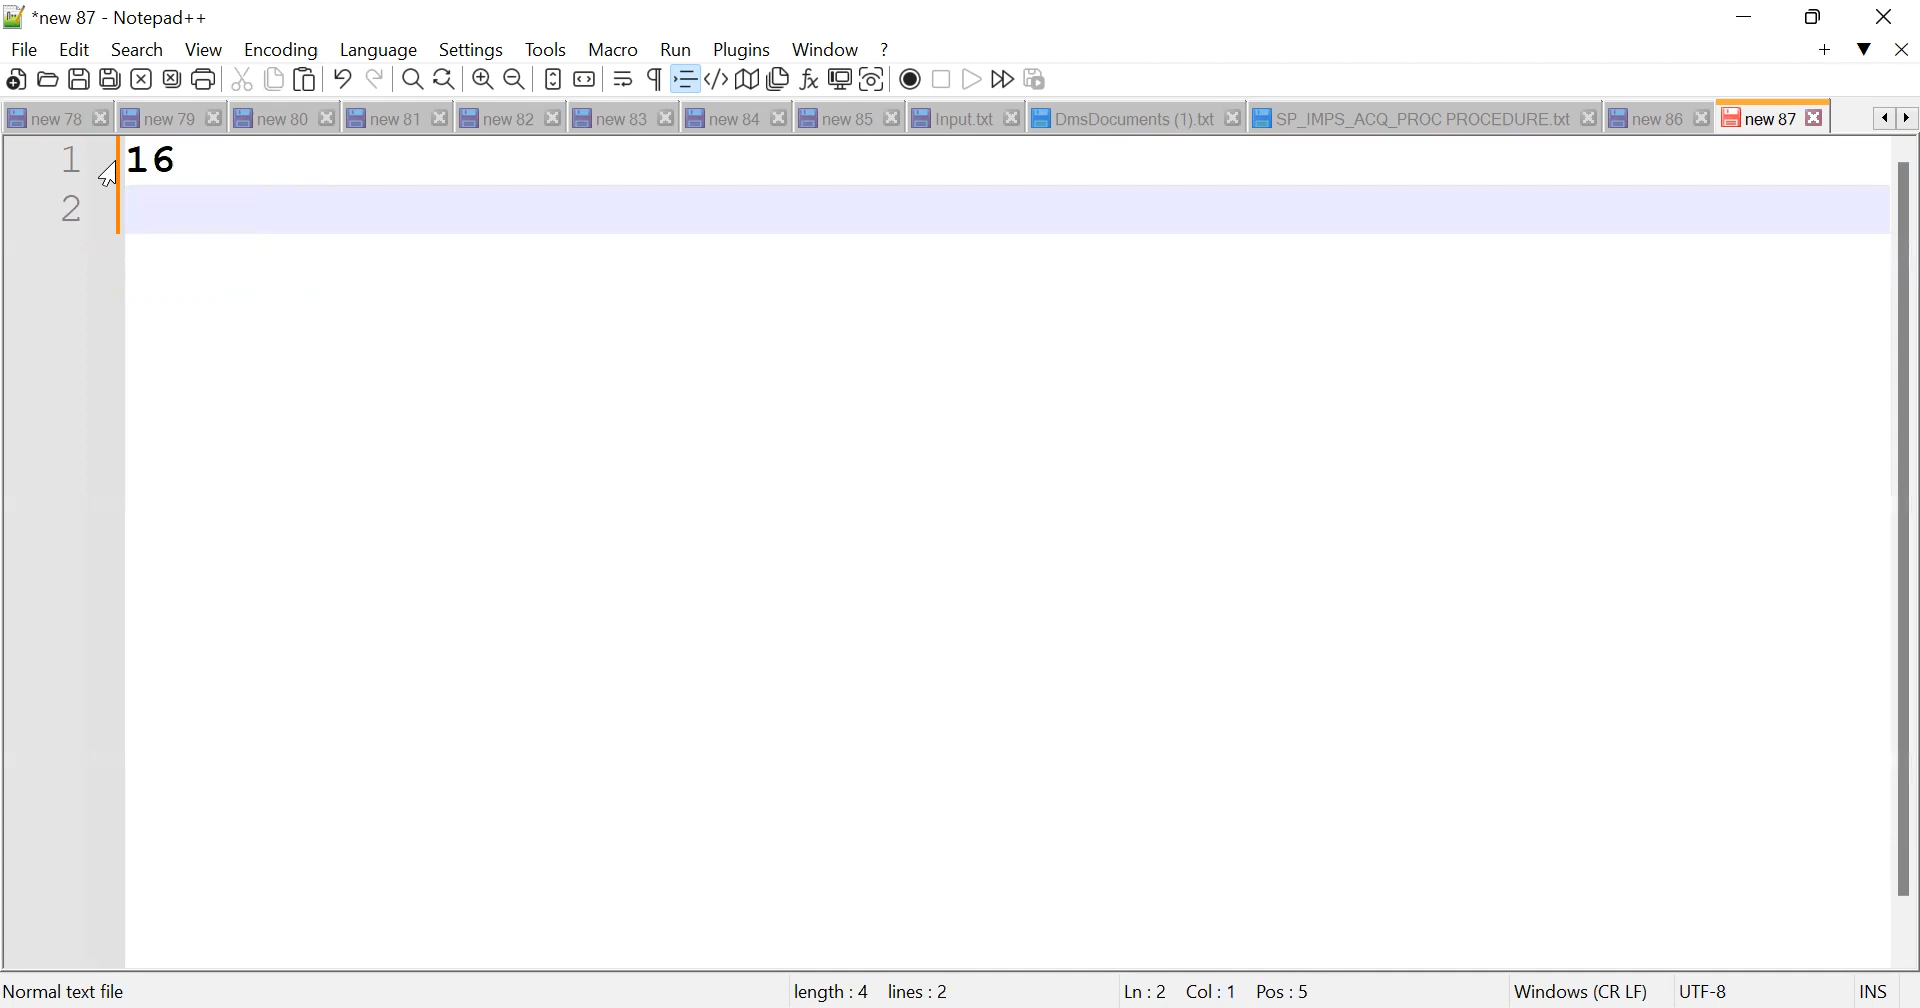 *new 87 - Notepad++
File Edit Search View Encoding Language Settings Tools Macro Run Plugins Window ?
new 78 new 79 new 80 new 81 new 82 new 83 new 84 new 85 Input.txt DmsDocuments (1).txt SP_IMPS_ACQ_PROC PROCEDURE.txt new 86 new 87
1 16
2
Normal text file length : 4 lines : 2 Ln : 2 Col : 1 Pos : 5 Windows (CR LF) UTF-8 INS